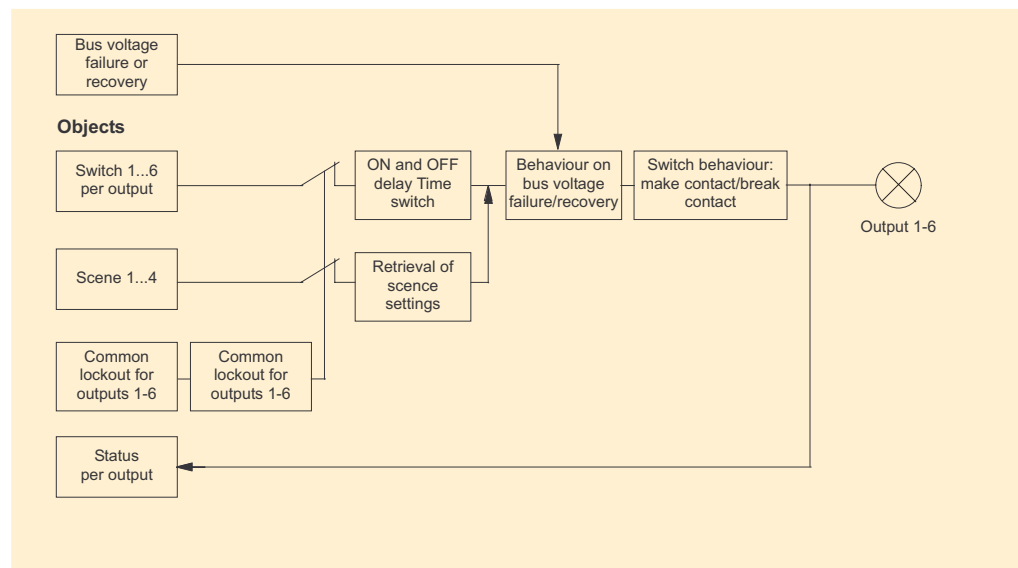 Bus voltage
failure or
recovery
Objects
Switch 1...6
per output
ON and OFF
delay Time
switch
Behaviour on
bus voltage
failure/recovery
Switch behaviour:
make contact/break
contact
Output 1-6
Scene 1...4
Retrieval of
scence
settings
Common
lockout for
outputs 1-6
Common
lockout for
outputs 1-6
Status
per output